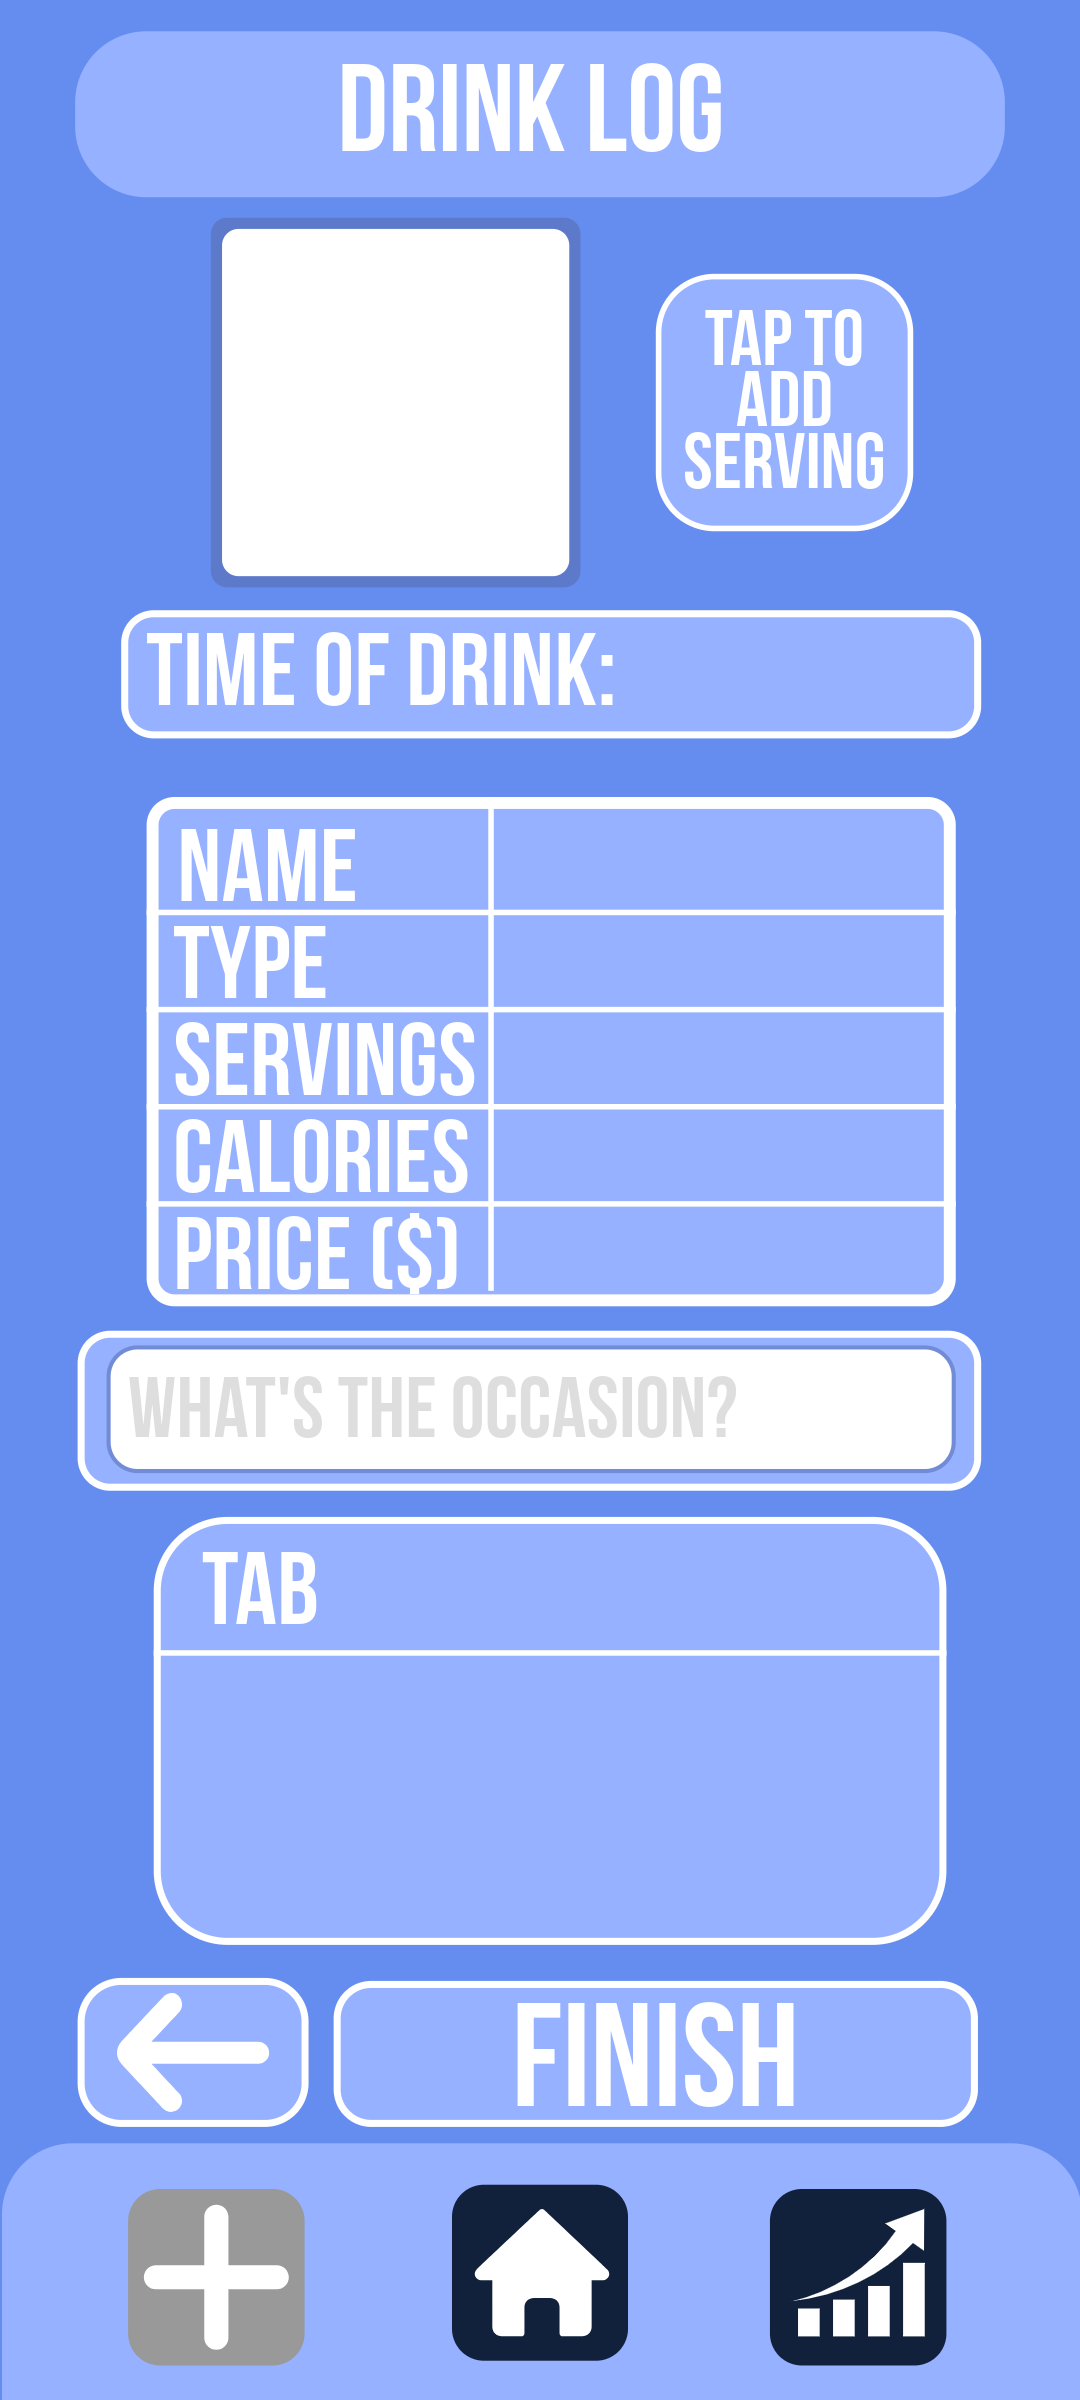 DRINK LOG
TAP TO
ADD
SERVING
TIME OF DRINK:
NAME
TYPE
SERVINGS
CALORIES
PRICE ($)
WHAT'S THE OCCASION?
TAB
FINISH